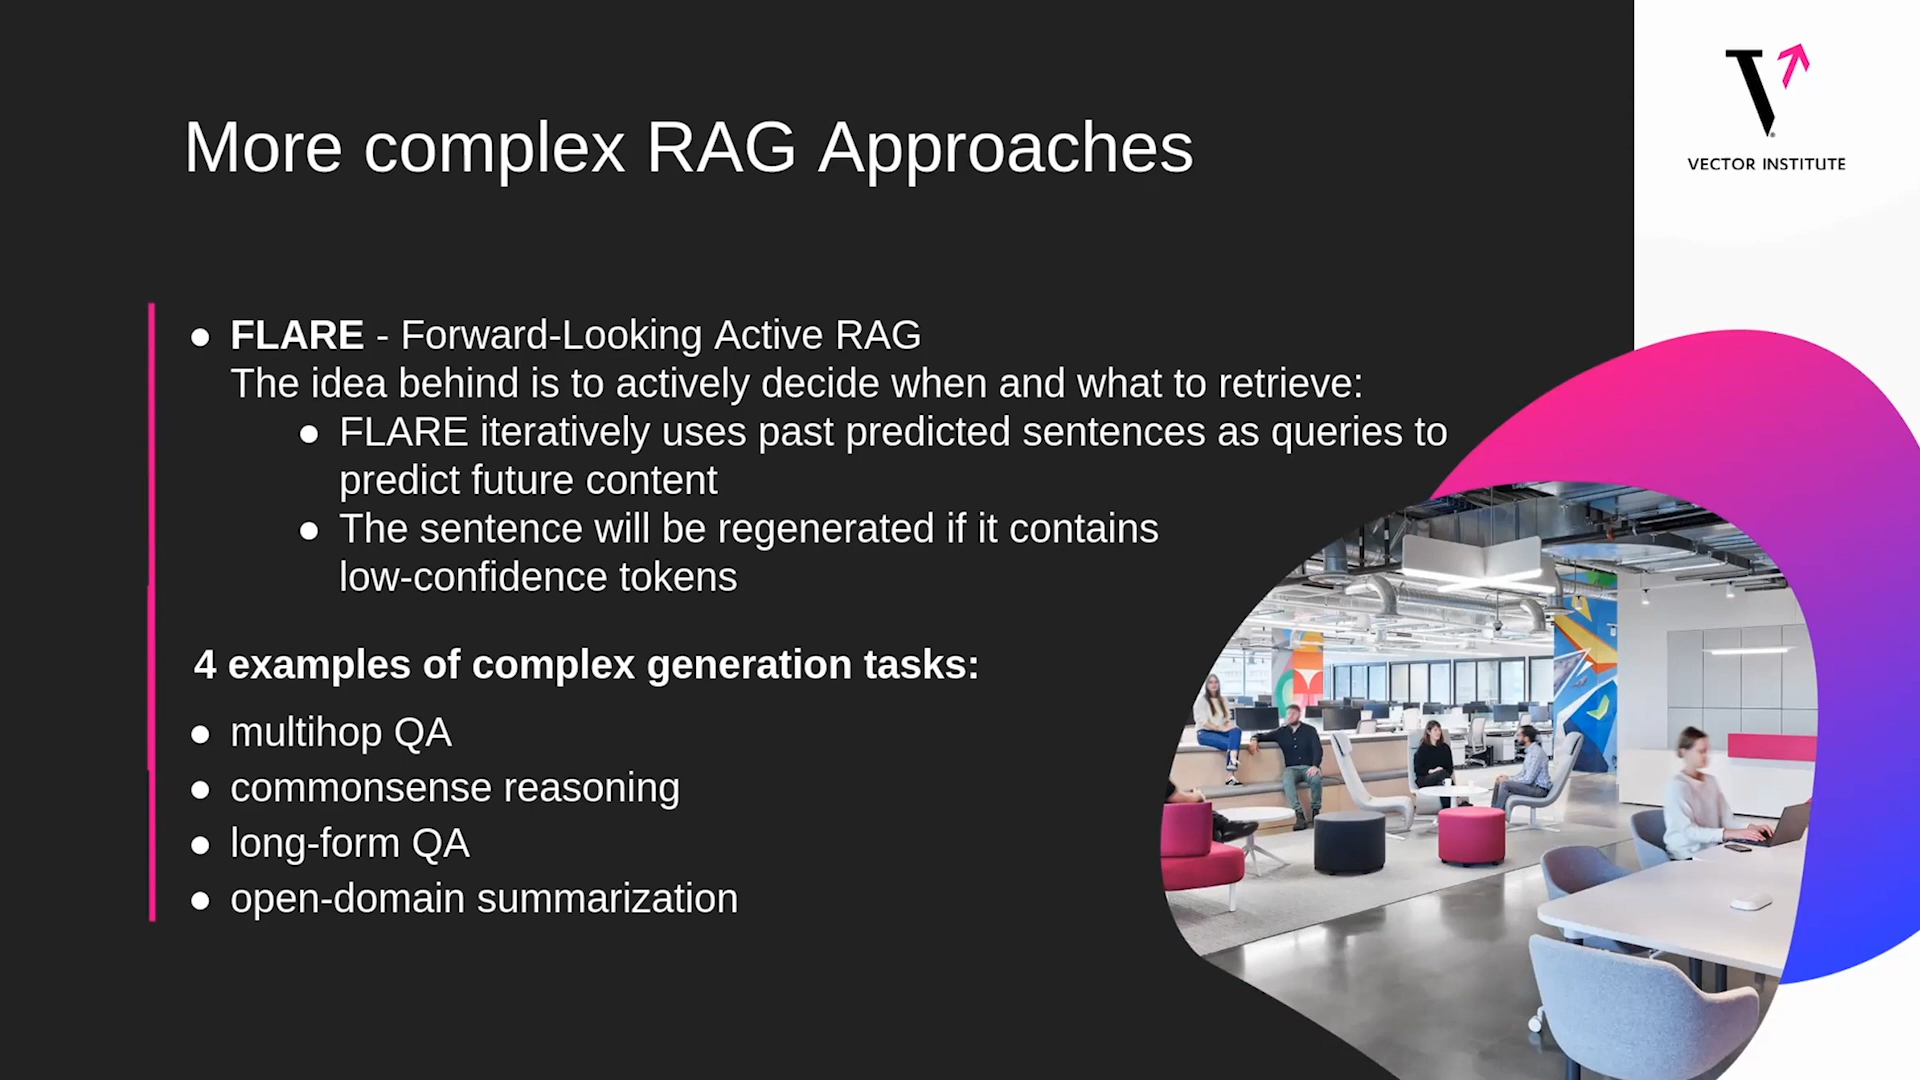 More complex RAG Approaches
VECTOR INSTITUTE
● FLARE - Forward-Looking Active RAG
The idea behind is to actively decide when and what to retrieve:
● FLARE iteratively uses past predicted sentences as queries to
predict future content
● The sentence will be regenerated if it contains
low-confidence tokens
4 examples of complex generation tasks:
● multihop QA
● commonsense reasoning
● long-form QA
● open-domain summarization